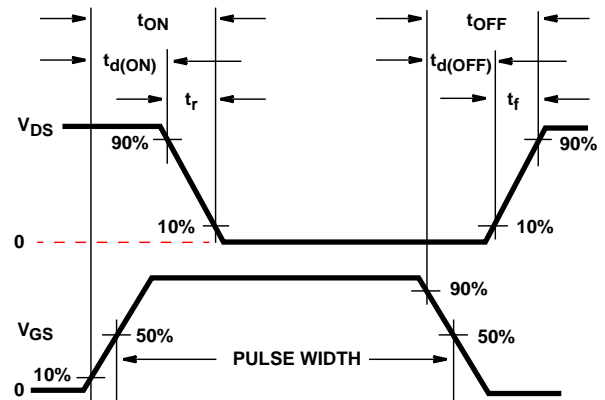 tON tOFF
td(ON) td(OFF)
tr tf
VDS
90% 90%
10% 10%
0
90%
VGS 50% 50%
PULSE WIDTH
10%
0